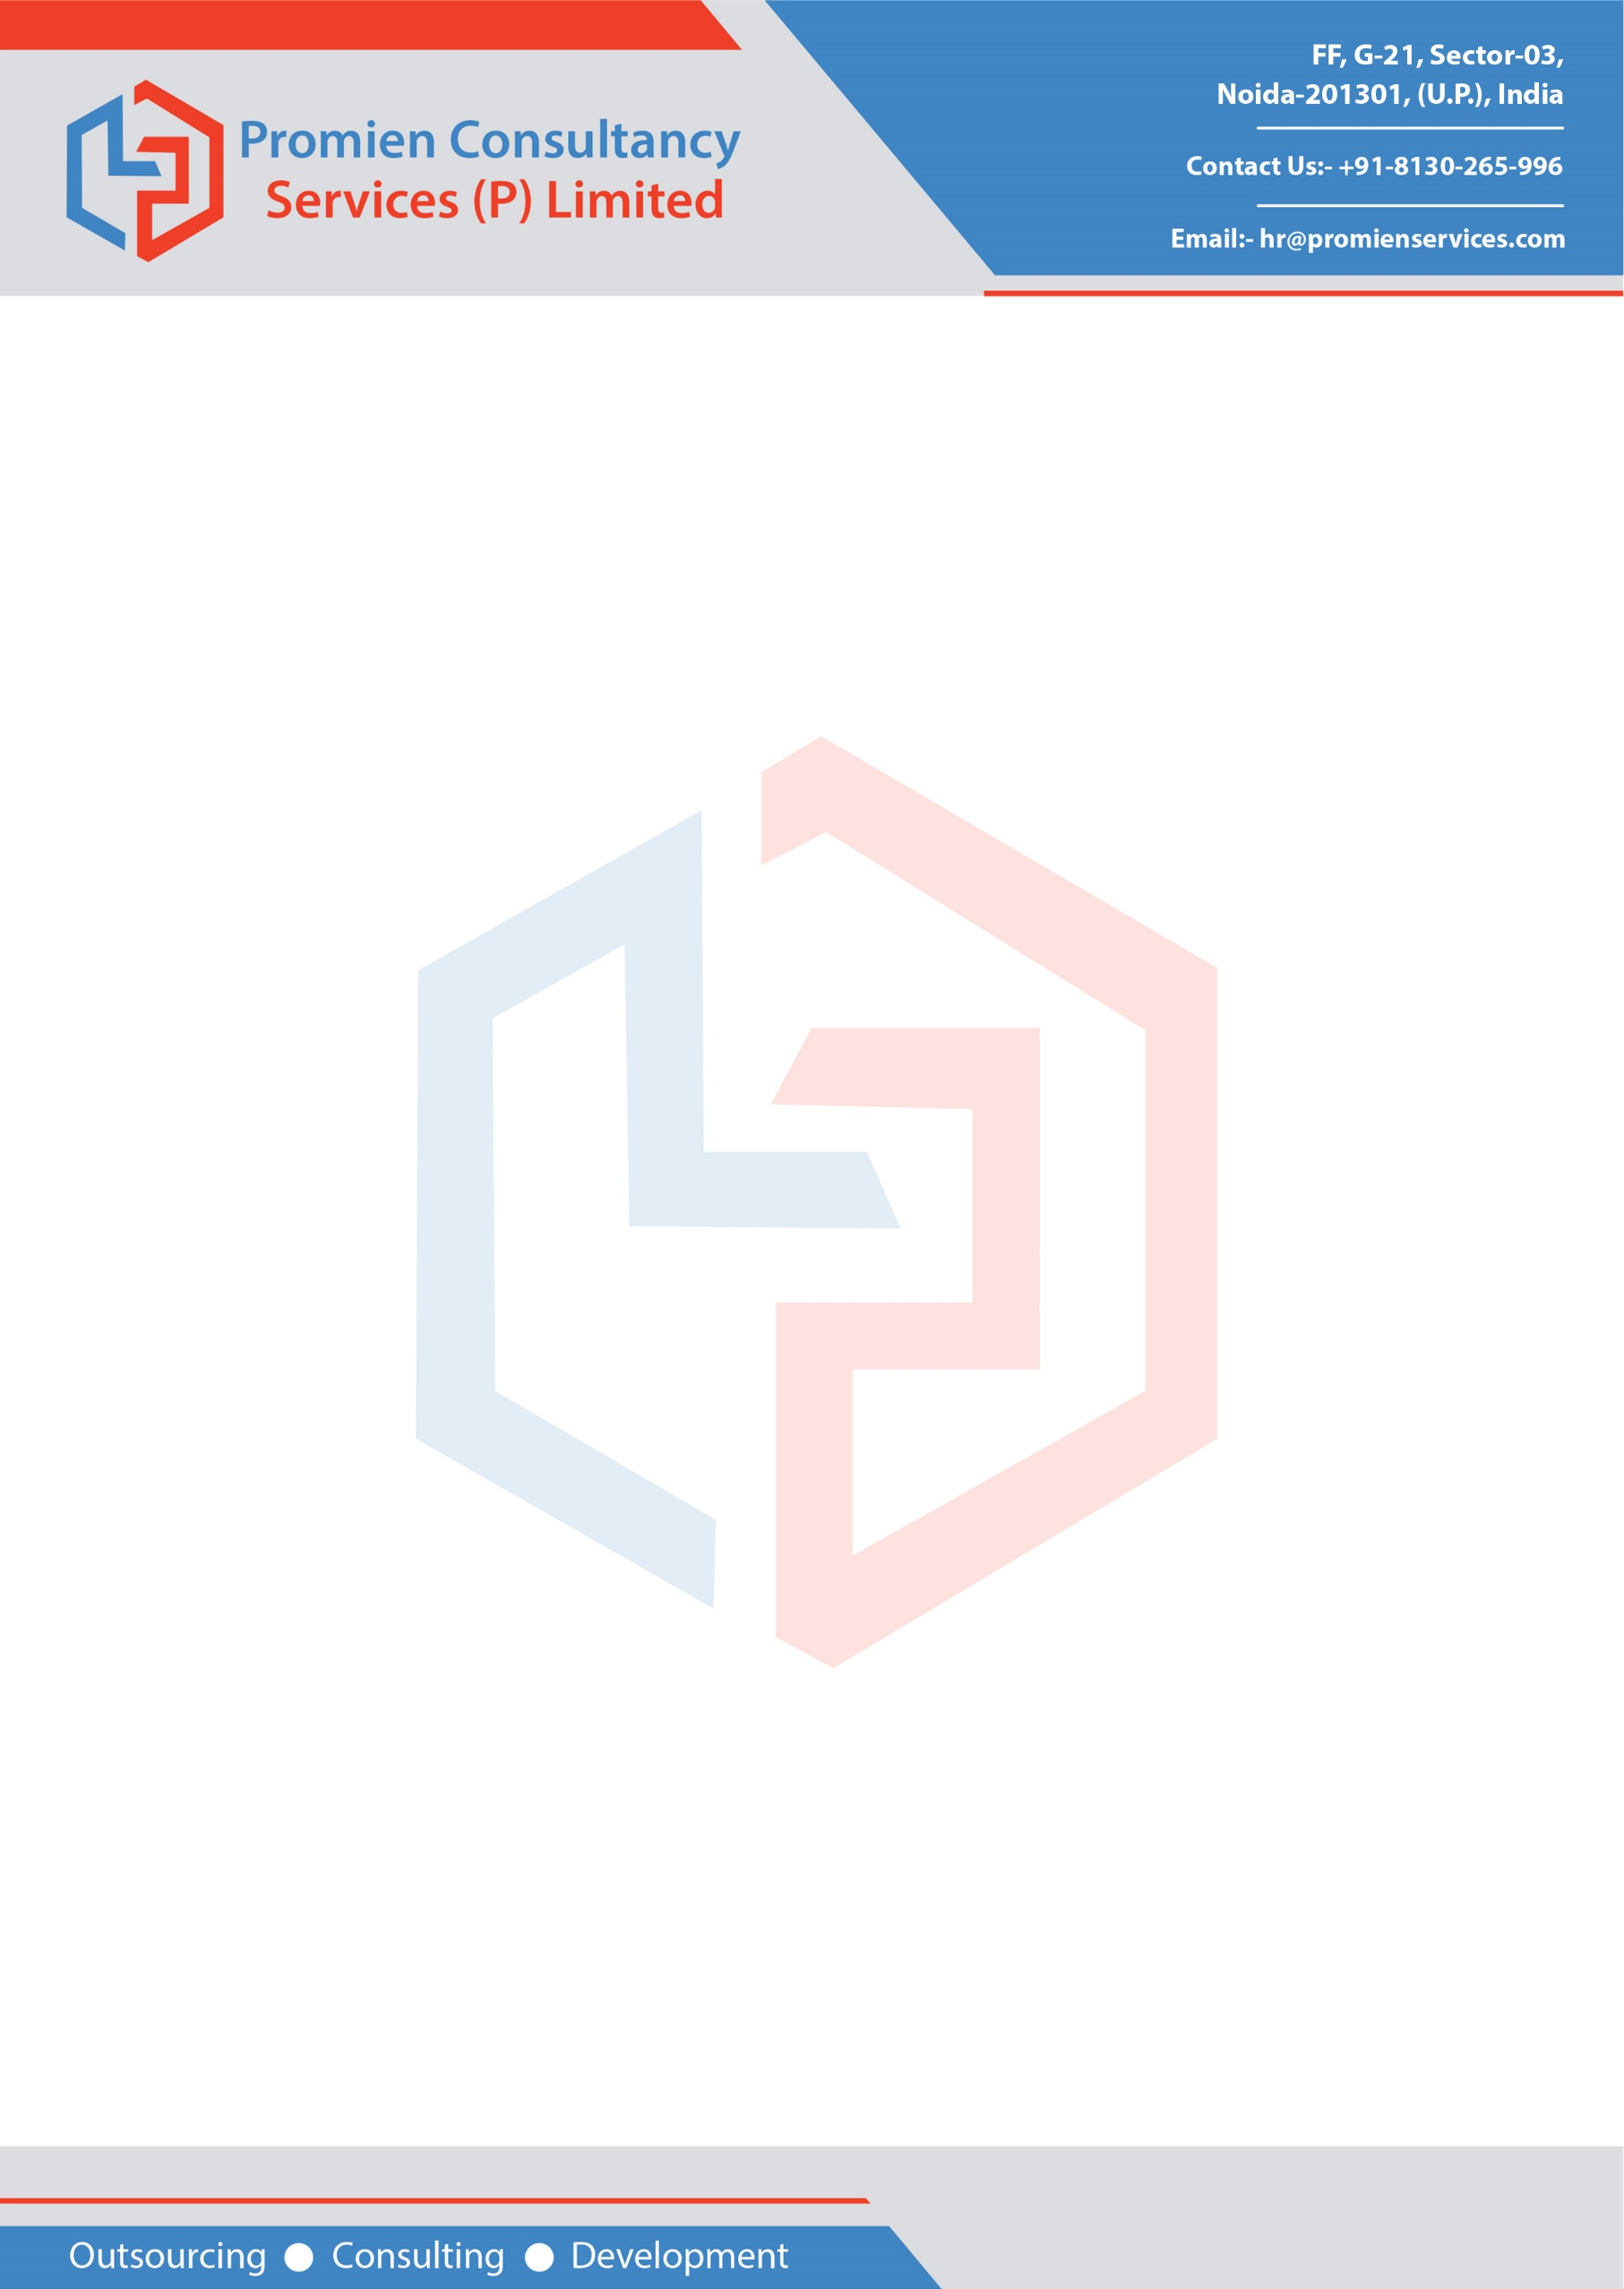 Promien Consultancy
Services (P) Limited
FF, G-21, Sector-03,
Noida-201301, (U.P.), India
Contact Us:- +91-8130-265-996
Email:- hr@promienservices.com
Outsourcing ● Consulting ● Development